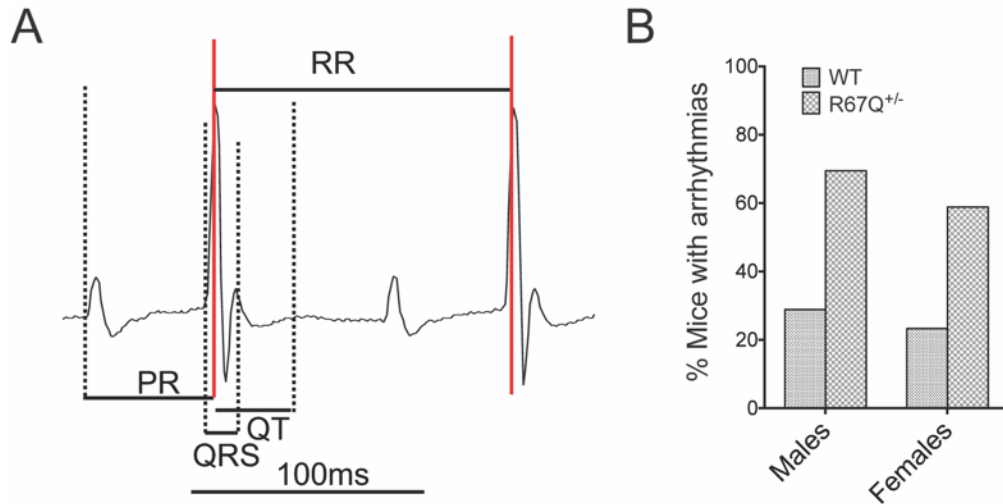 A
RR
PR
QT
QRS
100ms
B
WT
R67Q+/-
% Mice with arrhythmias
100
80
60
40
20
0
Males
Females